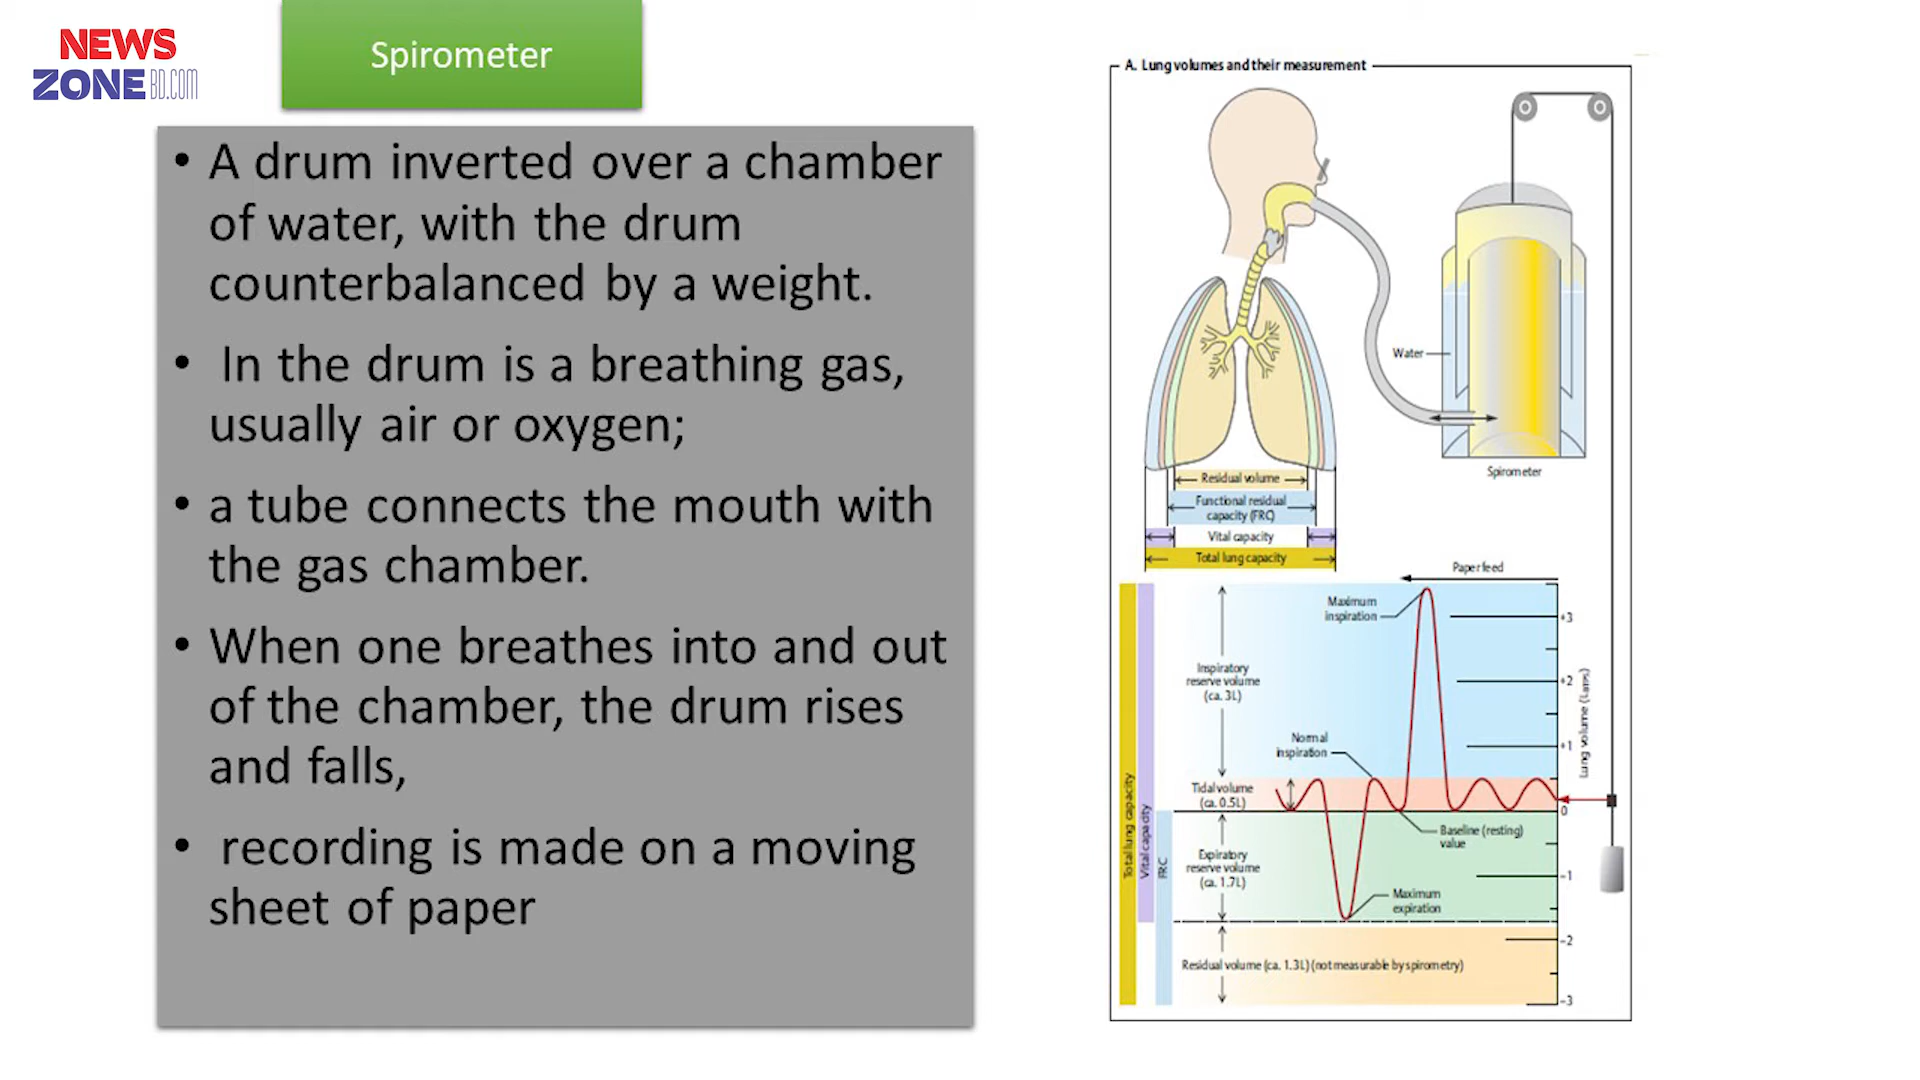 NEWS
ZONE BD.COM
Spirometer
• A drum inverted over a chamber
of water, with the drum
counterbalanced by a weight.
• In the drum is a breathing gas,
usually air or oxygen;
• a tube connects the mouth with
the gas chamber.
• When one breathes into and out
of the chamber, the drum rises
and falls,
• recording is made on a moving
sheet of paper
A. Lung volumes and their measurement
Water
Spirometer
Residual volume
Functional residual
capacity (FRC)
Vital capacity
Total lung capacity
Paper feed
Maximum
inspiration
+3
Inspiratory
reserve volume
(ca. 3L)
+2
Normal
inspiration
+1
Tidal volume
(ca. 0.5L)
0
Baseline (resting)
value
Expiratory
reserve volume
(ca. 1.7L)
−1
Maximum
expiration
−2
Residual volume (ca. 1.3L) (not measurable by spirometry)
−3
Total lung capacity
Vital capacity
FRC
Lung volume